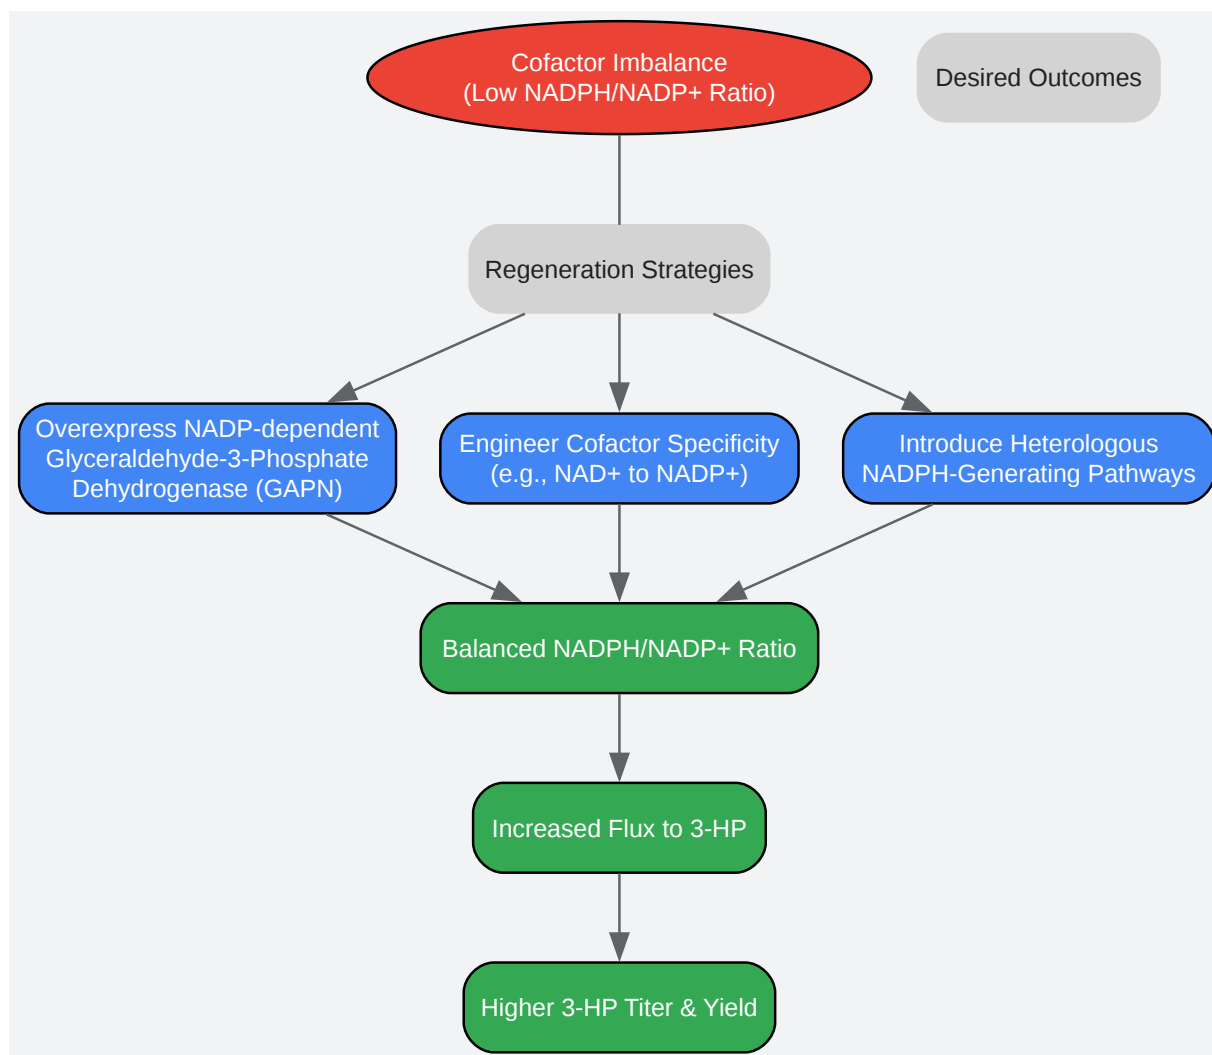 Cofactor Imbalance
(Low NADPH/NADP+ Ratio)
Desired Outcomes
Regeneration Strategies
Overexpress NADP-dependent
Glyceraldehyde-3-Phosphate
Dehydrogenase (GAPN)
Engineer Cofactor Specificity
(e.g., NAD+ to NADP+)
Introduce Heterologous
NADPH-Generating Pathways
Balanced NADPH/NADP+ Ratio
Increased Flux to 3-HP
Higher 3-HP Titer & Yield